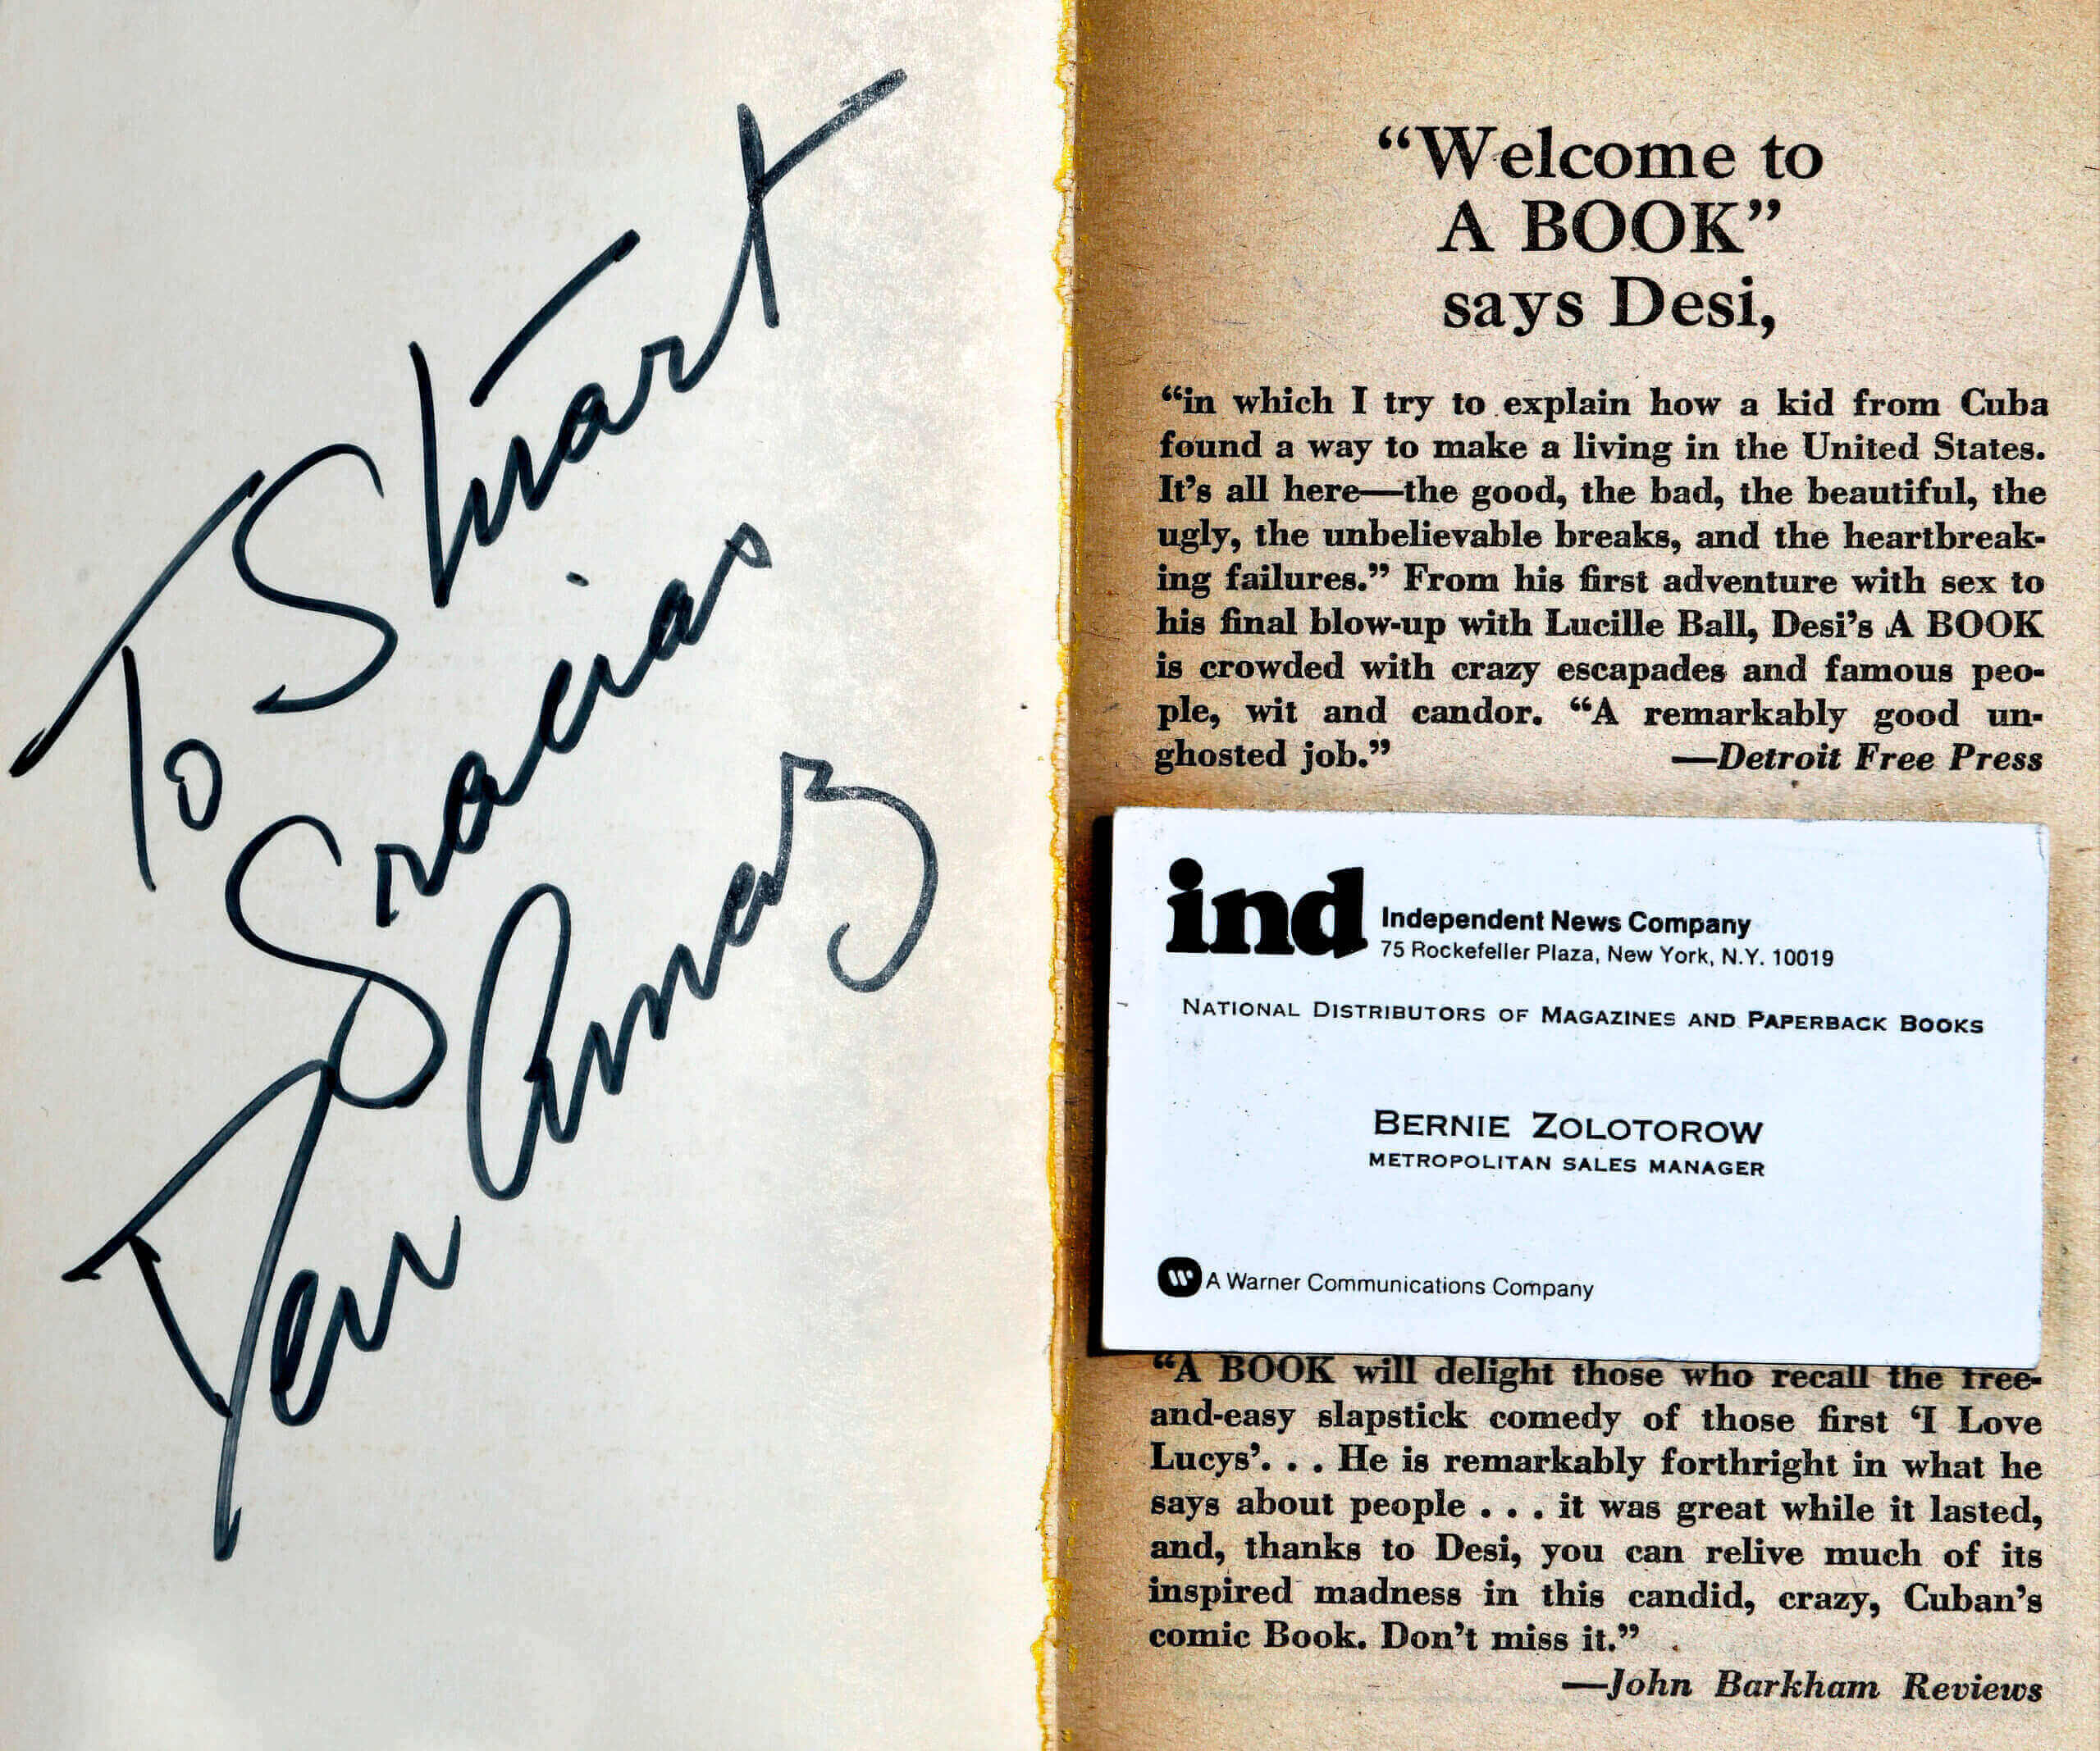 To Stuart
Gracias
Desi Arnaz
“Welcome to
A BOOK”
says Desi,
“in which I try to explain how a kid from Cuba
found a way to make a living in the United States.
It’s all here—the good, the bad, the beautiful, the
ugly, the unbelievable breaks, and the heartbreak-
ing failures.” From his first adventure with sex to
his final blow-up with Lucille Ball, Desi’s A BOOK
is crowded with crazy escapades and famous peo-
ple, wit and candor. “A remarkably good un-
ghosted job.” —Detroit Free Press
ind Independent News Company
75 Rockefeller Plaza, New York, N.Y. 10019
NATIONAL DISTRIBUTORS OF MAGAZINES AND PAPERBACK BOOKS
BERNIE ZOLOTOROW
METROPOLITAN SALES MANAGER
A Warner Communications Company
“A BOOK will delight those who recall the free-
and-easy slapstick comedy of those first ‘I Love
Lucys’. . . He is remarkably forthright in what he
says about people . . . it was great while it lasted,
and, thanks to Desi, you can relive much of its
inspired madness in this candid, crazy, Cuban’s
comic Book. Don’t miss it.”
—John Barkham Reviews